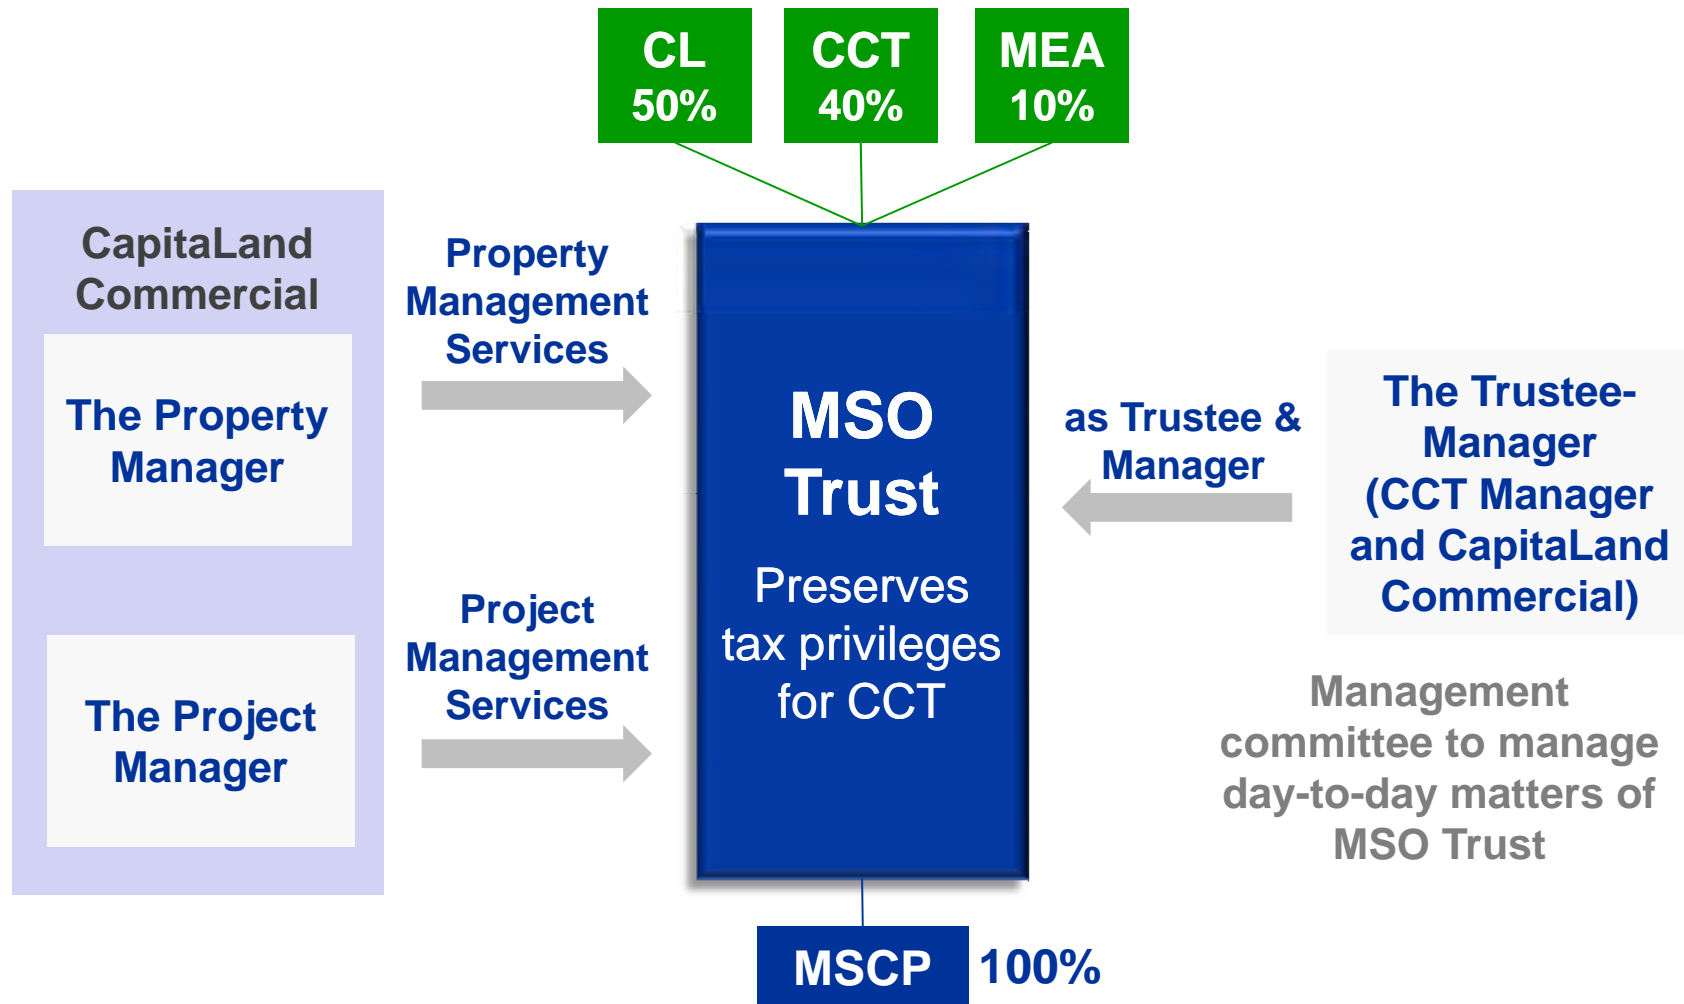 CL
50%
CCT
40%
MEA
10%
CapitaLand
Commercial
The Property
Manager
The Project
Manager
Property
Management
Services
Project
Management
Services
MSO
Trust
Preserves
tax privileges
for CCT
as Trustee &
Manager
The Trustee-
Manager
(CCT Manager
and CapitaLand
Commercial)
Management
committee to manage
day-to-day matters of
MSO Trust
MSCP
100%